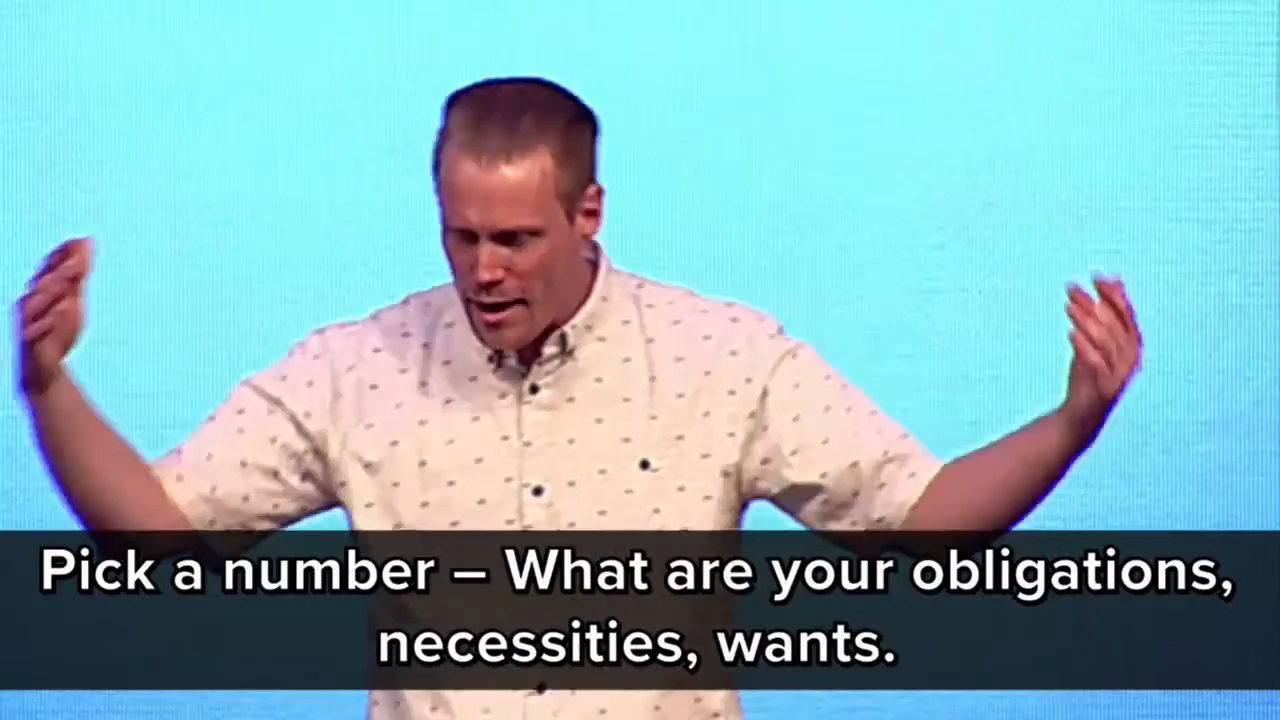 Pick a number – What are your obligations,
necessities, wants.